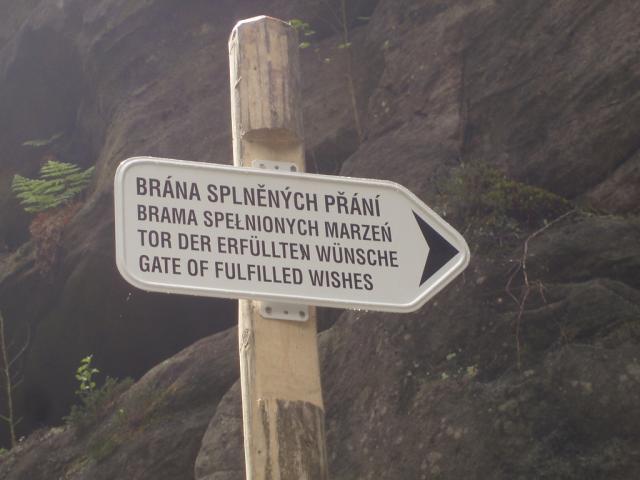 BRÁNA SPLNĚNÝCH PŘÁNÍ
BRAMA SPEŁNIONYCH MARZEŃ
TOR DER ERFÜLLTEN WÜNSCHE
GATE OF FULFILLED WISHES